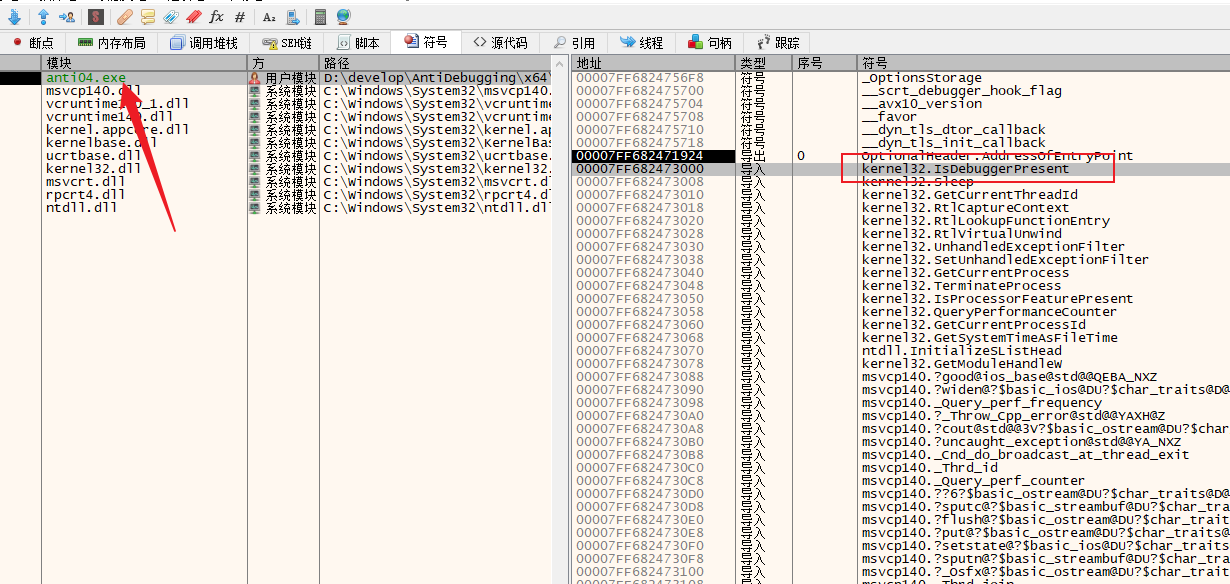 断点 内存布局 调用堆栈 SEH链 脚本 符号 源代码 引用 线程 句柄 跟踪
模块 方 路径
anti04.exe 用户模块 D:\develop\AntiDebugging\x64\
msvcp140.dll 系统模块 C:\Windows\System32\msvcp140.
系统模块 C:\Windows\System32\vcruntime
vcruntime140.dll 系统模块 C:\Windows\System32\vcruntime
kernel.appcore.dll 系统模块 C:\Windows\System32\kernel.ap
kernelbase.dll 系统模块 C:\Windows\System32\KernelBas
ucrtbase.dll 系统模块 C:\Windows\System32\ucrtbase.
kernel32.dll 系统模块 C:\Windows\System32\kernel32.
msvcrt.dll 系统模块 C:\Windows\System32\msvcrt.dl
rpcrt4.dll 系统模块 C:\Windows\System32\rpcrt4.dl
ntdll.dll 系统模块 C:\Windows\System32\ntdll.dll
地址 类型 序号 符号
00007FF6824756F8 符号 _OptionsStorage
00007FF682475700 符号 __scrt_debugger_hook_flag
00007FF682475704 符号 __avx10_version
00007FF682475708 符号 __favor
00007FF682475710 符号 __dyn_tls_dtor_callback
00007FF682475718 符号 __dyn_tls_init_callback
00007FF682471924 导出 0 OptionalHeader.AddressOfEntryPoint
00007FF682473000 导入 kernel32.IsDebuggerPresent
00007FF682473008 导入 kernel32.Sleep
00007FF682473010 导入 kernel32.GetCurrentThreadId
00007FF682473018 导入 kernel32.RtlCaptureContext
00007FF682473020 导入 kernel32.RtlLookupFunctionEntry
00007FF682473028 导入 kernel32.RtlVirtualUnwind
00007FF682473030 导入 kernel32.UnhandledExceptionFilter
00007FF682473038 导入 kernel32.SetUnhandledExceptionFilter
00007FF682473040 导入 kernel32.GetCurrentProcess
00007FF682473048 导入 kernel32.TerminateProcess
00007FF682473050 导入 kernel32.IsProcessorFeaturePresent
00007FF682473058 导入 kernel32.QueryPerformanceCounter
00007FF682473060 导入 kernel32.GetCurrentProcessId
00007FF682473068 导入 kernel32.GetSystemTimeAsFileTime
00007FF682473070 导入 ntdll.InitializeSListHead
00007FF682473078 导入 kernel32.GetModuleHandleW
00007FF682473088 导入 msvcp140.?good@ios_base@std@@QEBA_NXZ
00007FF682473090 导入 msvcp140.?widen@?$basic_ios@DU?$char_traits@D@
00007FF682473098 导入 msvcp140._Query_perf_frequency
00007FF6824730A0 导入 msvcp140.?_Throw_Cpp_error@std@@YAXH@Z
00007FF6824730A8 导入 msvcp140.?cout@std@@3V?$basic_ostream@DU?$char
00007FF6824730B0 导入 msvcp140.?uncaught_exception@std@@YA_NXZ
00007FF6824730B8 导入 msvcp140._Cnd_do_broadcast_at_thread_exit
00007FF6824730C0 导入 msvcp140._Thrd_id
00007FF6824730C8 导入 msvcp140._Query_perf_counter
00007FF6824730D0 导入 msvcp140.??6?$basic_ostream@DU?$char_traits@D@
00007FF6824730D8 导入 msvcp140.?sputc@?$basic_streambuf@DU?$char_tra
00007FF6824730E0 导入 msvcp140.?flush@?$basic_ostream@DU?$char_trait
00007FF6824730E8 导入 msvcp140.?put@?$basic_ostream@DU?$char_traits@
00007FF6824730F0 导入 msvcp140.?setstate@?$basic_ios@DU?$char_traits
00007FF6824730F8 导入 msvcp140.?sputn@?$basic_streambuf@DU?$char_tra
00007FF682473100 导入 msvcp140.?_Osfx@?$basic_ostream@DU?$char_trait
00007FF682473108 导入 msvcp140._Thrd_join